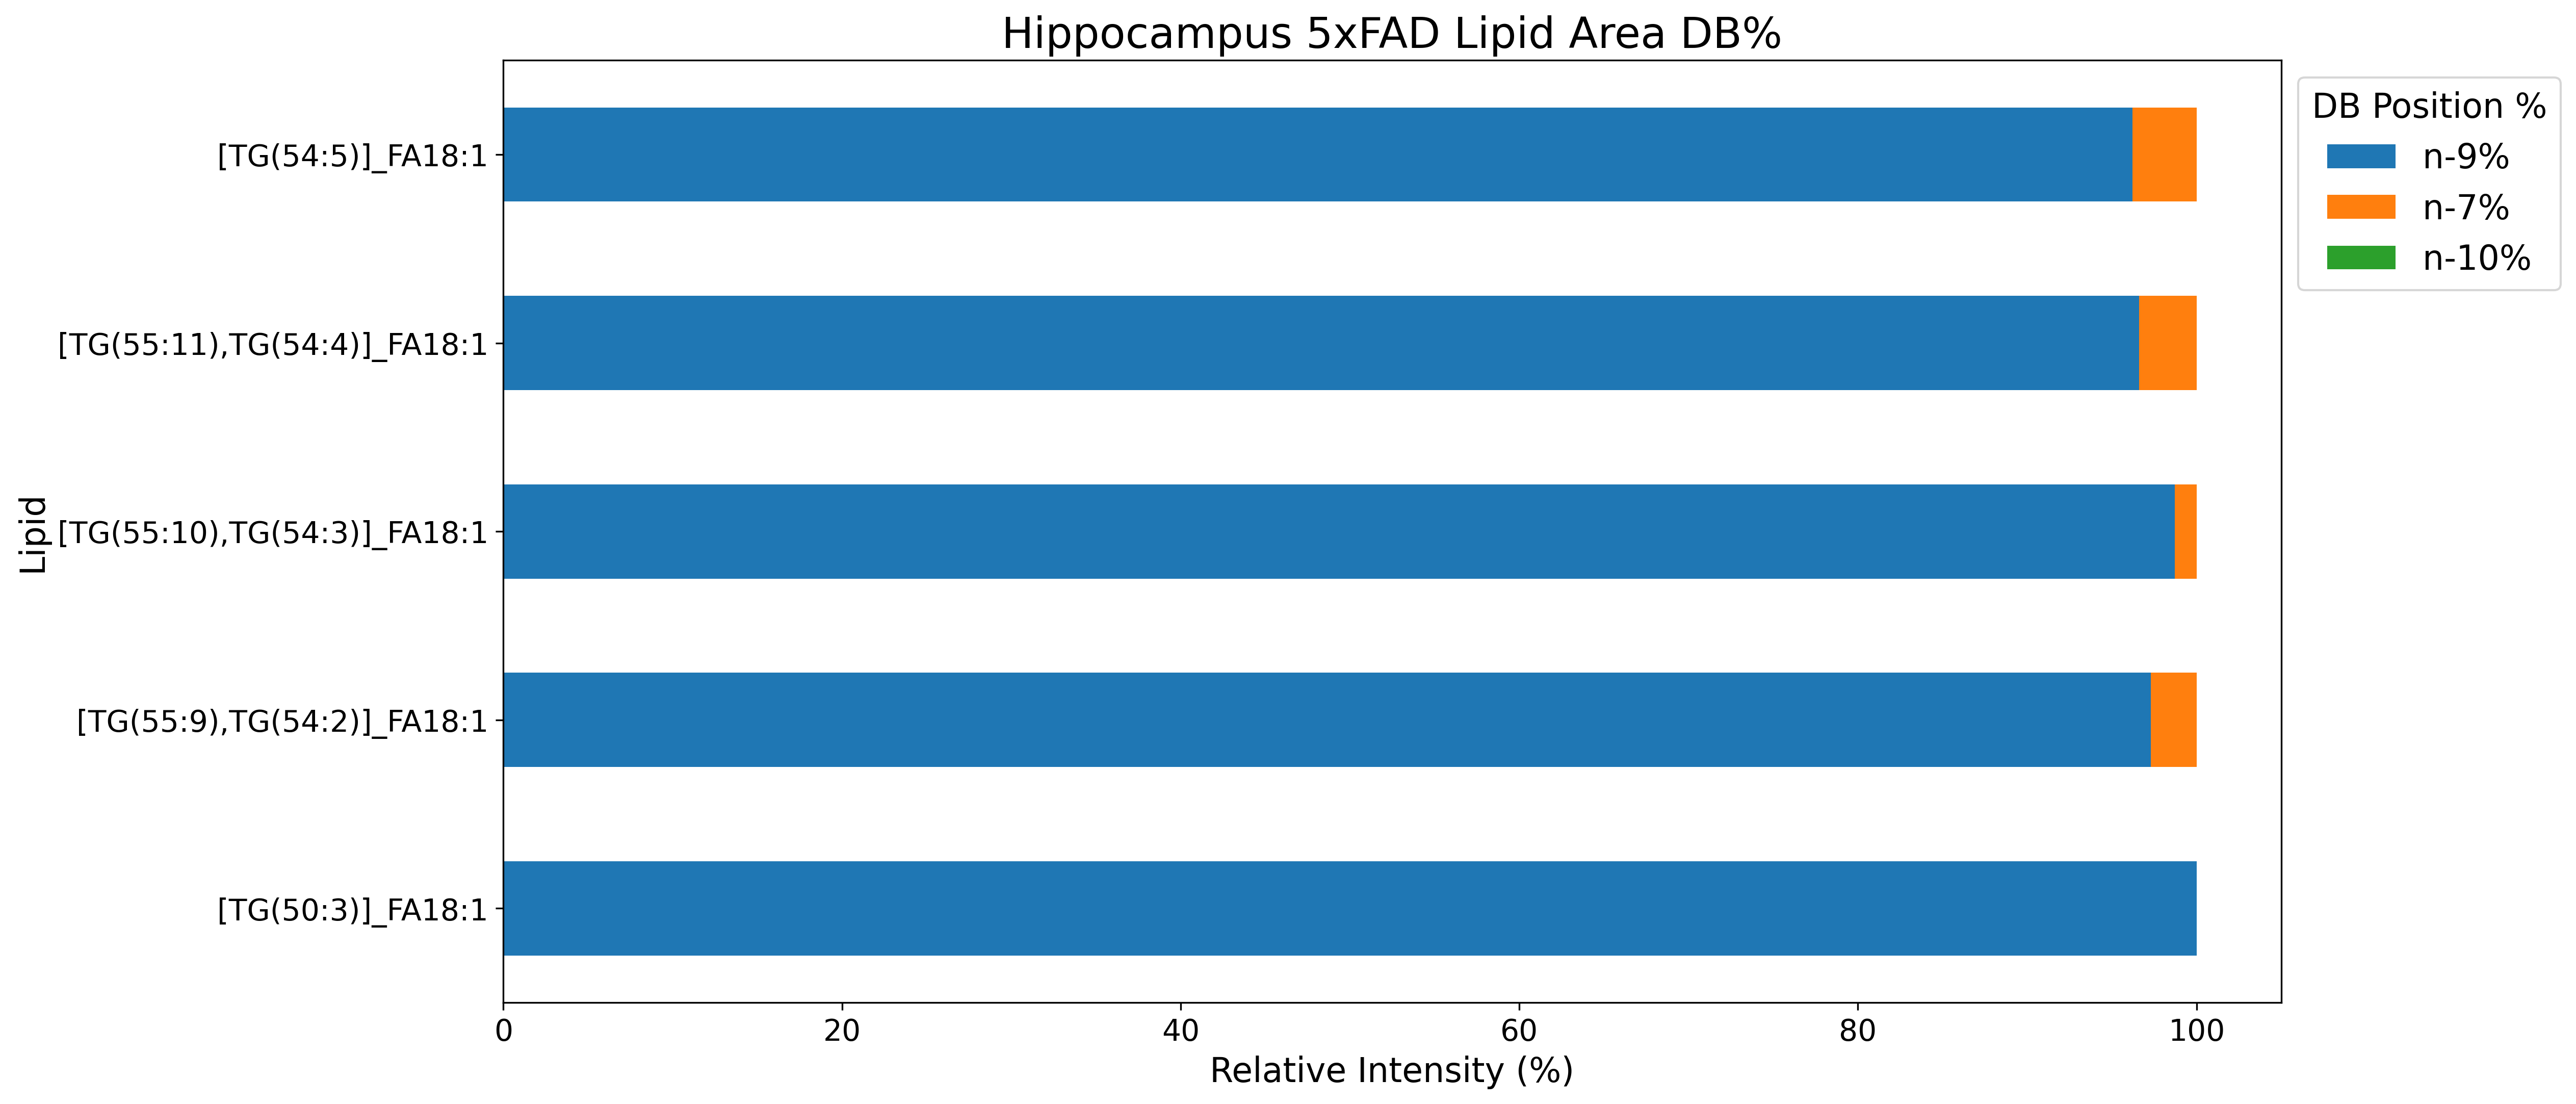 Hippocampus 5xFAD Lipid Area DB%
DB Position %
n-9%
n-7%
n-10%
Lipid
[TG(54:5)]_FA18:1
[TG(55:11),TG(54:4)]_FA18:1
[TG(55:10),TG(54:3)]_FA18:1
[TG(55:9),TG(54:2)]_FA18:1
[TG(50:3)]_FA18:1
0 20 40 60 80 100
Relative Intensity (%)